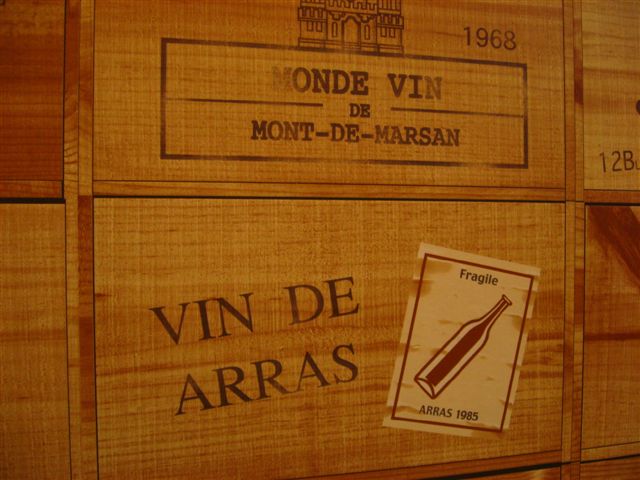 1968
MONDE VIN
DE
MONT-DE-MARSAN
VIN DE
ARRAS
Fragile
ARRAS 1985